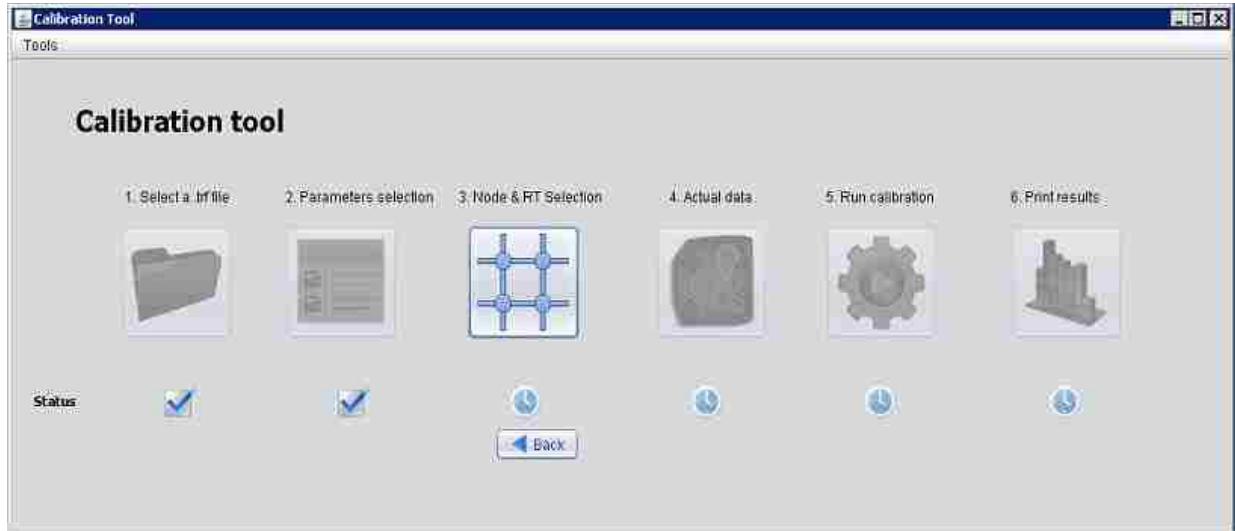 Calibration Tool
Tools
Calibration tool
1. Select a .trf file
2. Parameters selection
3. Node & RT Selection
4. Actual data
5. Run calibration
6. Print results
Status
Back